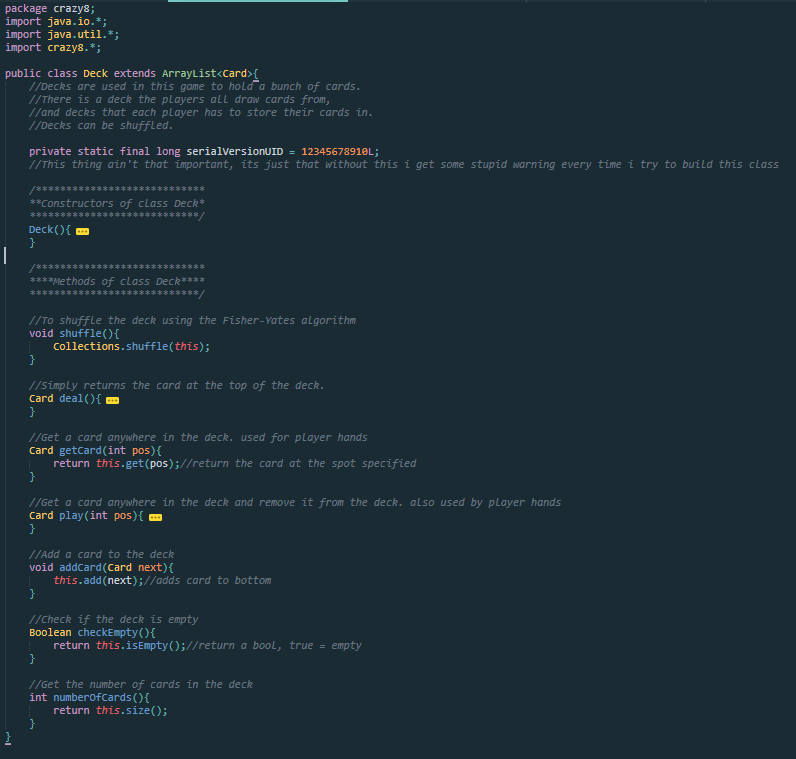 package crazy8;
import java.io.*;
import java.util.*;
import crazy8.*;
public class Deck extends ArrayList<Card>{
//Decks are used in this game to hold a bunch of cards.
//There is a deck the players all draw cards from,
//and decks that each player has to store their cards in.
//Decks can be shuffled.
private static final long serialVersionUID = 12345678910L;
//This thing ain't that important, its just that without this i get some stupid warning every time i try to build this class
/****************************
**Constructors of class Deck*
****************************/
Deck(){ ...
}
/****************************
****Methods of class Deck****
****************************/
//To shuffle the deck using the Fisher-Yates algorithm
void shuffle(){
Collections.shuffle(this);
}
//Simply returns the card at the top of the deck.
Card deal(){ ...
}
//Get a card anywhere in the deck. used for player hands
Card getCard(int pos){
return this.get(pos);//return the card at the spot specified
}
//Get a card anywhere in the deck and remove it from the deck. also used by player hands
Card play(int pos){ ...
}
//Add a card to the deck
void addCard(Card next){
this.add(next);//adds card to bottom
}
//Check if the deck is empty
Boolean checkEmpty(){
return this.isEmpty();//return a bool, true = empty
}
//Get the number of cards in the deck
int numberOfCards(){
return this.size();
}
}